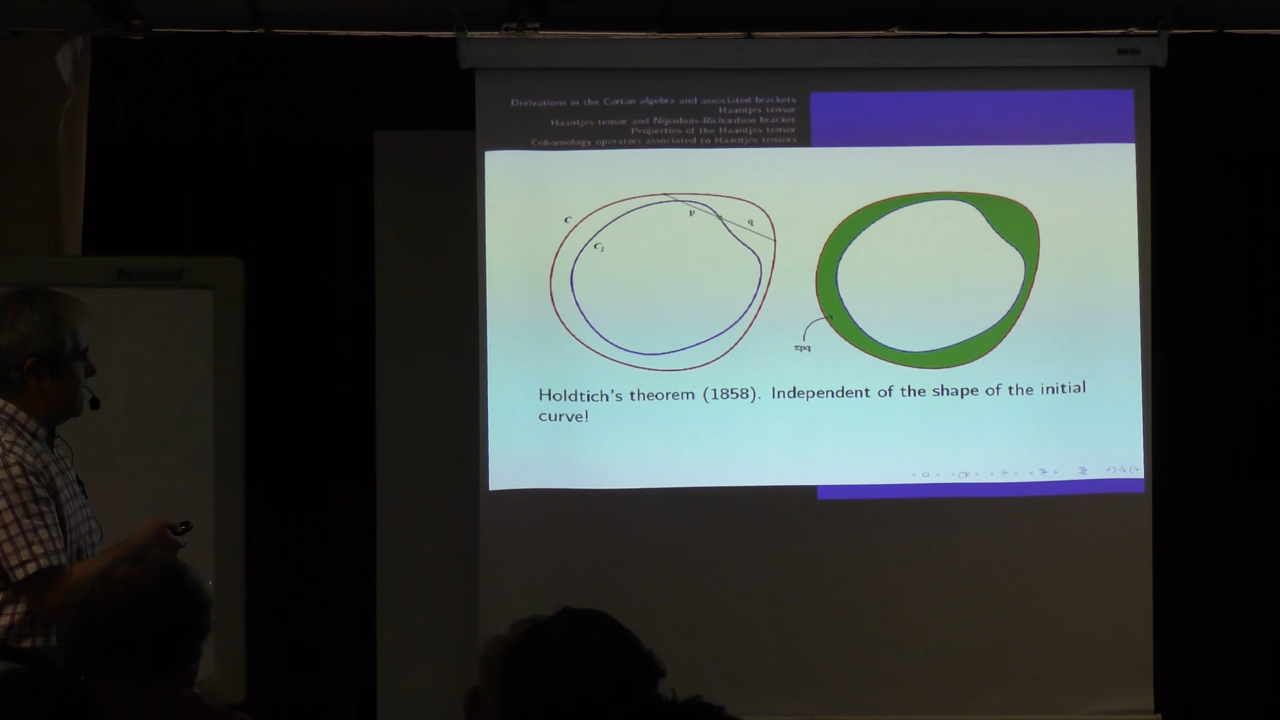 Derivations in the Cartan algebra and associated brackets
Haantjes tensor
Haantjes tensor and Nijenhuis-Richardson bracket
Properties of the Haantjes tensor
Cohomology operators associated to Haantjes tensors
C
C1
p
q
πpq
Holdtich's theorem (1858). Independent of the shape of the initial
curve!